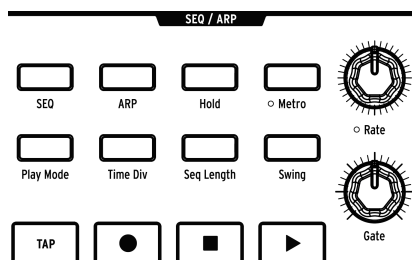 SEQ / ARP
SEQ
ARP
Hold
Metro
Rate
Play Mode
Time Div
Seq Length
Swing
Gate
TAP